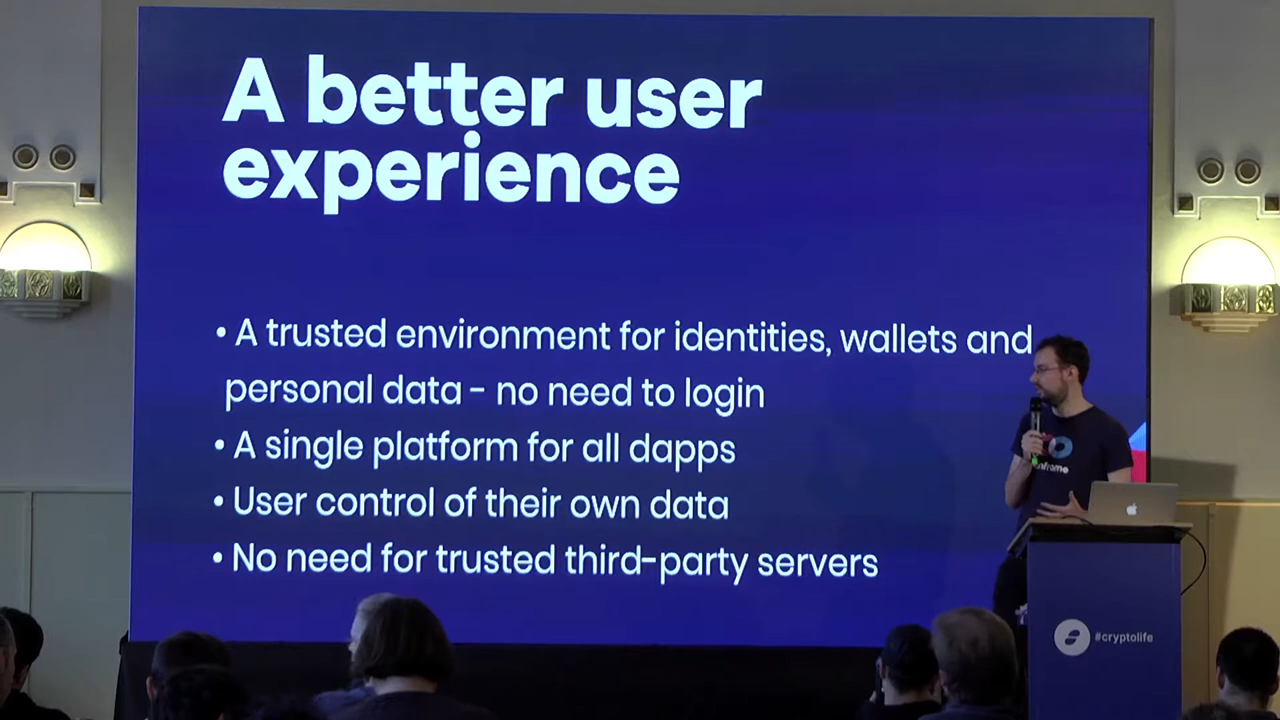 A better user
experience
• A trusted environment for identities, wallets and
personal data - no need to login
• A single platform for all dapps
• User control of their own data
• No need for trusted third-party servers
#cryptolife